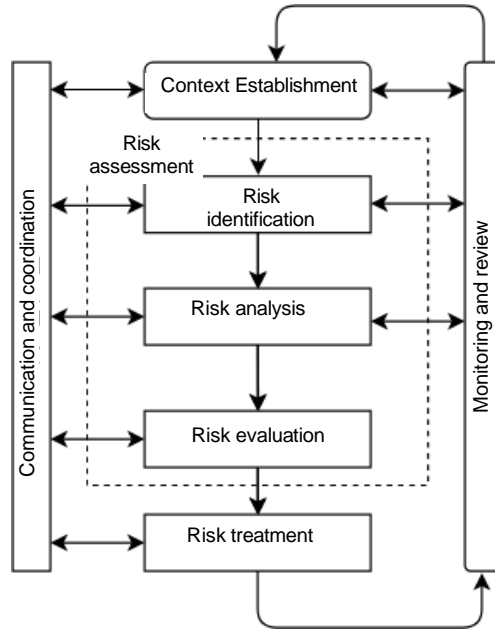 Context Establishment
Risk
assessment
Risk
identification
Risk analysis
Risk evaluation
Risk treatment
Communication and coordination
Monitoring and review